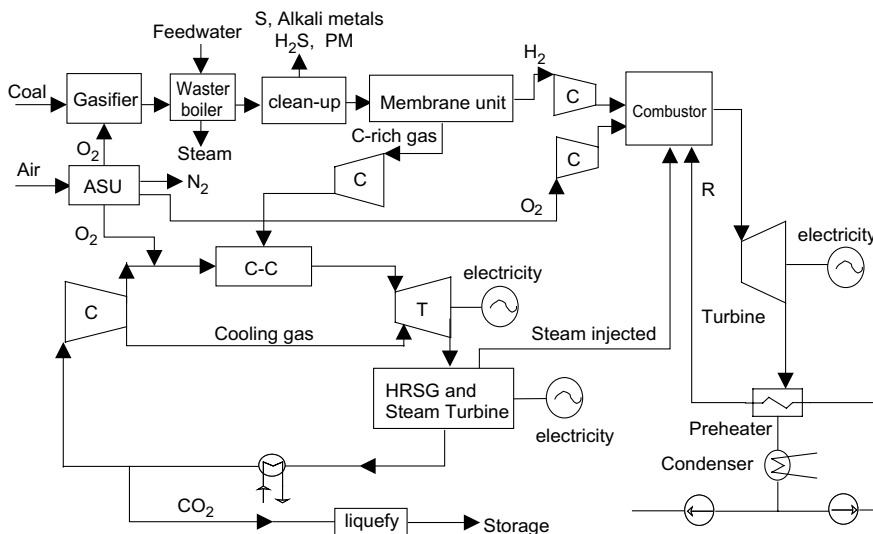 S, Alkali metals
H2S, PM
Feedwater
H2
Coal
Gasifier
Waster
boiler
clean-up
Membrane unit
C
Combustor
C-rich gas
O2
Steam
C
Air
ASU
N2
C
O2
R
O2
C-C
electricity
electricity
C
T
Cooling gas
Steam injected
Turbine
HRSG and
Steam Turbine
electricity
Preheater
Condenser
CO2
liquefy
Storage